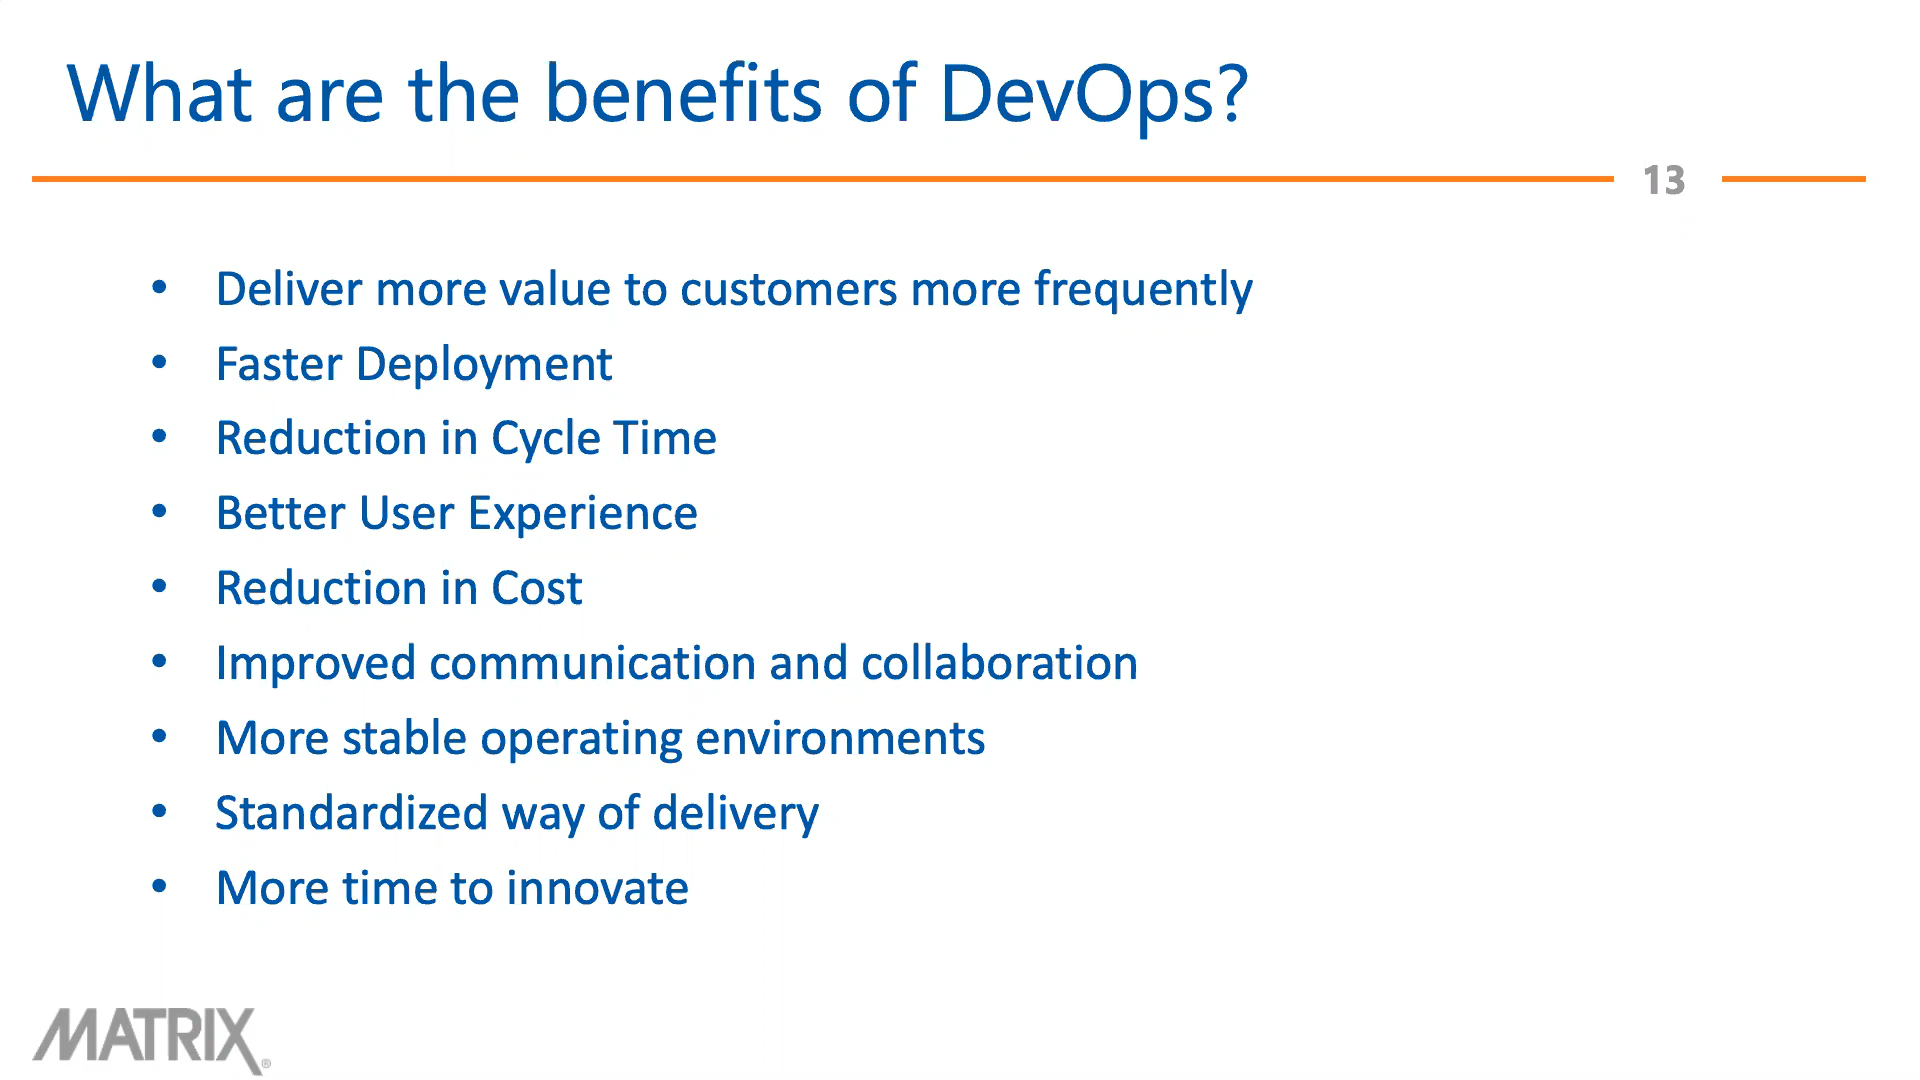 What are the benefits of DevOps?
13
• Deliver more value to customers more frequently
• Faster Deployment
• Reduction in Cycle Time
• Better User Experience
• Reduction in Cost
• Improved communication and collaboration
• More stable operating environments
• Standardized way of delivery
• More time to innovate
MATRIX®